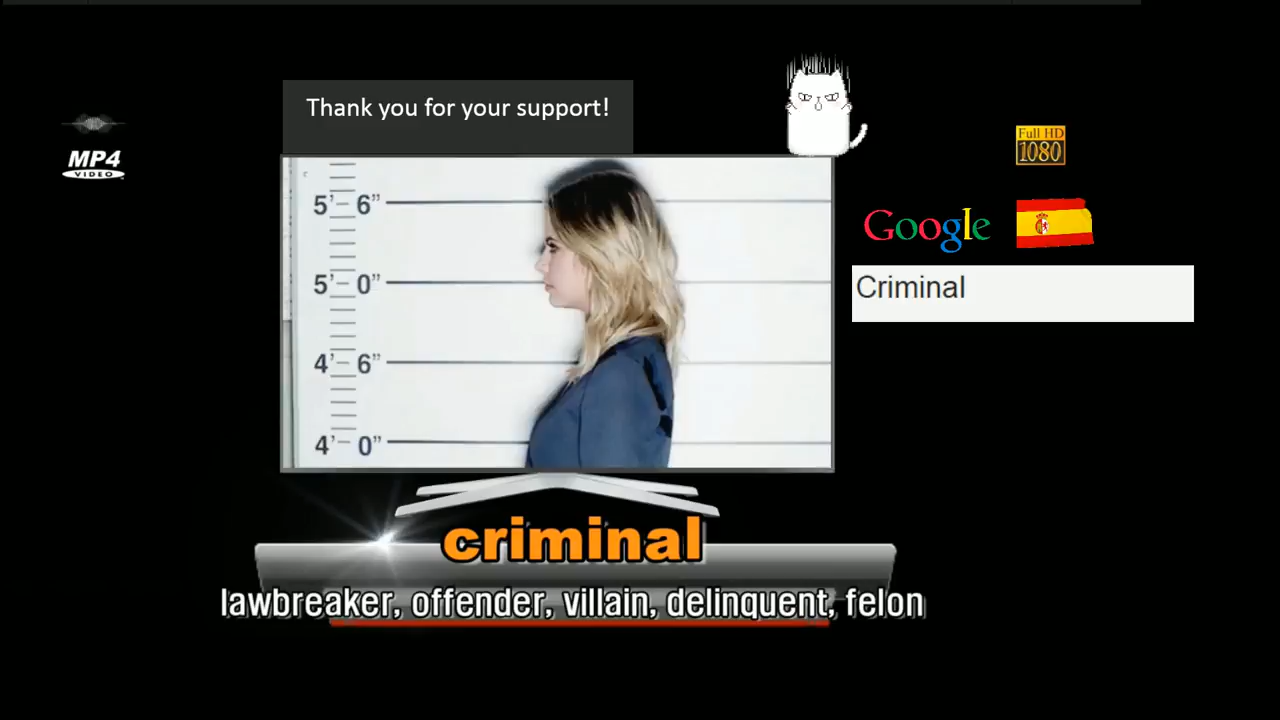 Thank you for your support!
MP4
VIDEO
Full HD
1080
Google
Criminal
5' 6"
5' 0"
4' 6"
4' 0"
criminal
lawbreaker, offender, villain, delinquent, felon